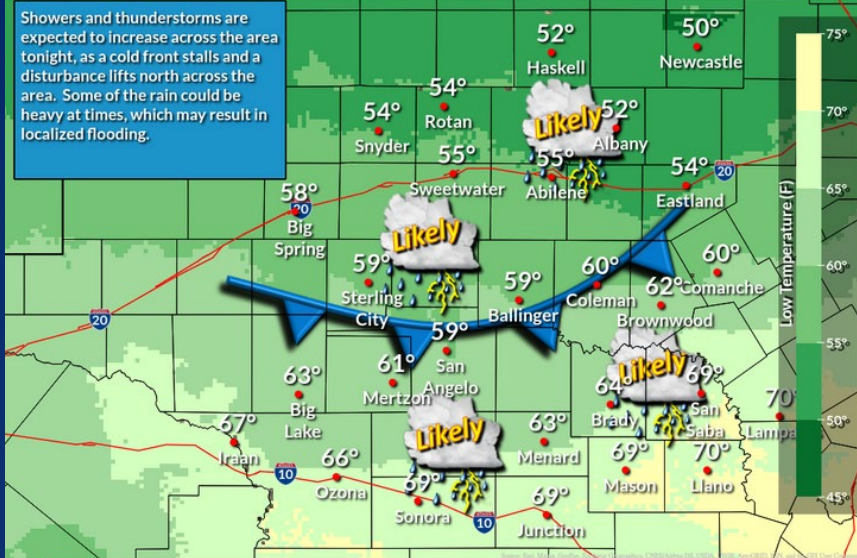 Showers and thunderstorms are
expected to increase across the area
tonight, as a cold front stalls and a
disturbance lifts north across the
area. Some of the rain could be
heavy at times, which may result in
localized flooding.
52°
Haskell
50°
Newcastle
75°
54°
Rotan
54°
Snyder
Likely
52°
Albany
70°
55°
Sweetwater
55°
Abilene
54°
Eastland
20
65°
58°
20
Big
Spring
Likely
59°
Sterling
City
59°
Ballinger
60°
Coleman
62°
Brownwood
60°
Comanche
60°
Low Temperature (F)
20
59°
San
Angelo
55°
61°
Mertzon
63°
Big
Lake
Likely
64°
Brady
69°
San
Saba
70°
Lampa
50°
67°
Iraan
Likely
63°
Menard
66°
Ozona
10
69°
Mason
70°
Llano
45°
69°
Sonora
10
69°
Junction